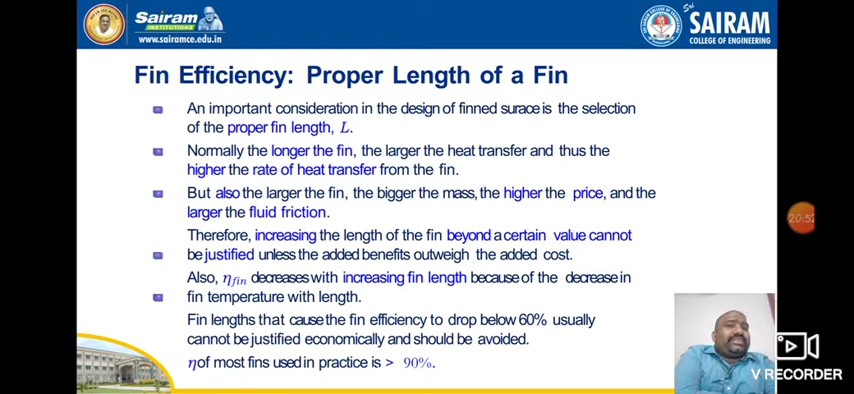 Sairam
INSTITUTIONS
www.sairamce.edu.in
Sri
SAIRAM
COLLEGE OF ENGINEERING
Fin Efficiency: Proper Length of a Fin
An important consideration in the design of finned surace is the selection
of the proper fin length, L.
Normally the longer the fin, the larger the heat transfer and thus the
higher the rate of heat transfer from the fin.
But also the larger the fin, the bigger the mass, the higher the price, and the
larger the fluid friction.
Therefore, increasing the length of the fin beyond a certain value cannot
be justified unless the added benefits outweigh the added cost.
Also, ηfin decreases with increasing fin length because of the decrease in
fin temperature with length.
Fin lengths that cause the fin efficiency to drop below 60% usually
cannot be justified economically and should be avoided.
η of most fins used in practice is > 90%.
20:52
V RECORDER